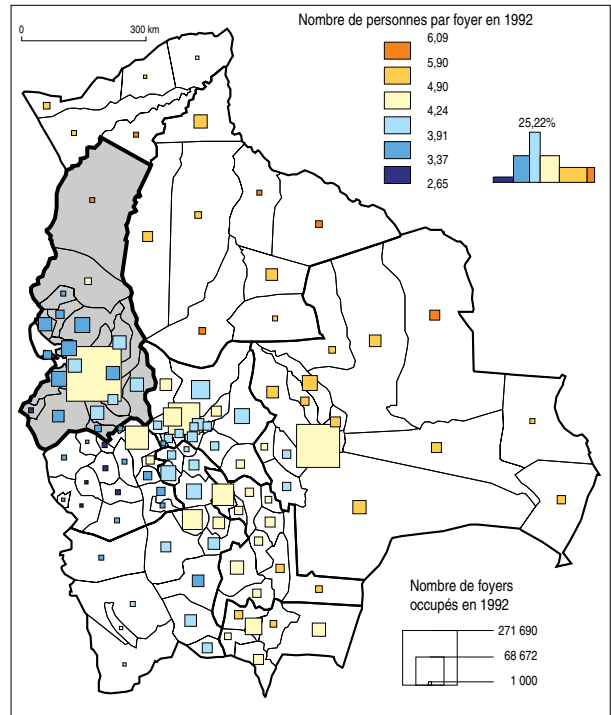 Nombre de personnes par foyer en 1992
0 300 km
6,09
5,90
4,90
4,24
3,91
3,37
2,65
25,22%
Nombre de foyers
occupés en 1992
271 690
68 672
1 000